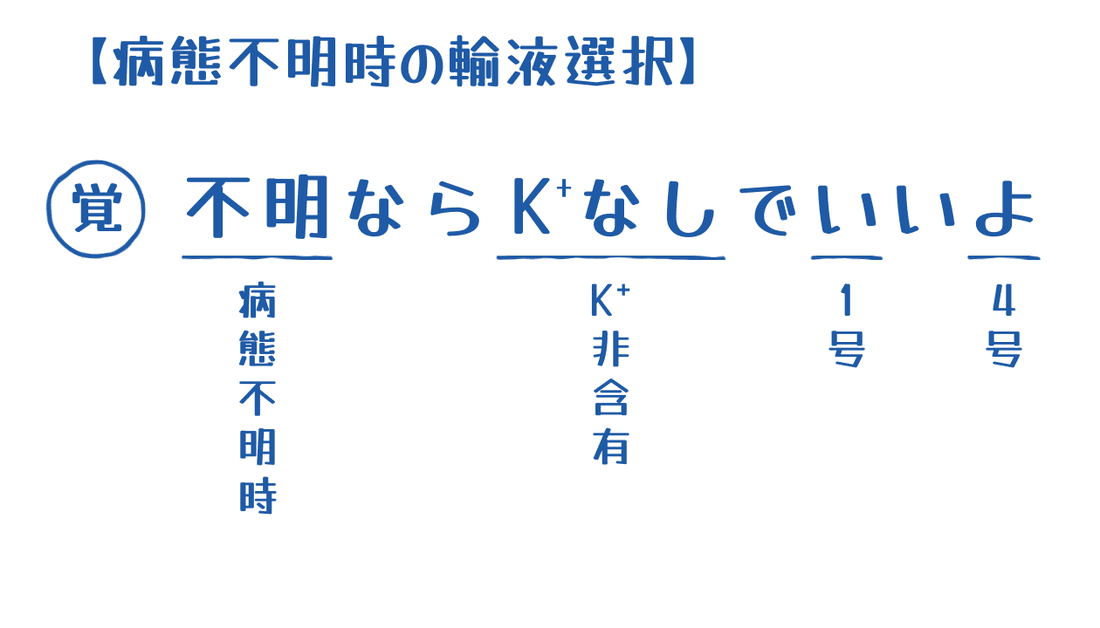 【病態不明時の輸液選択】
覚 不明ならK⁺なしでいいよ
病態不明時
K⁺非含有
1号
4号